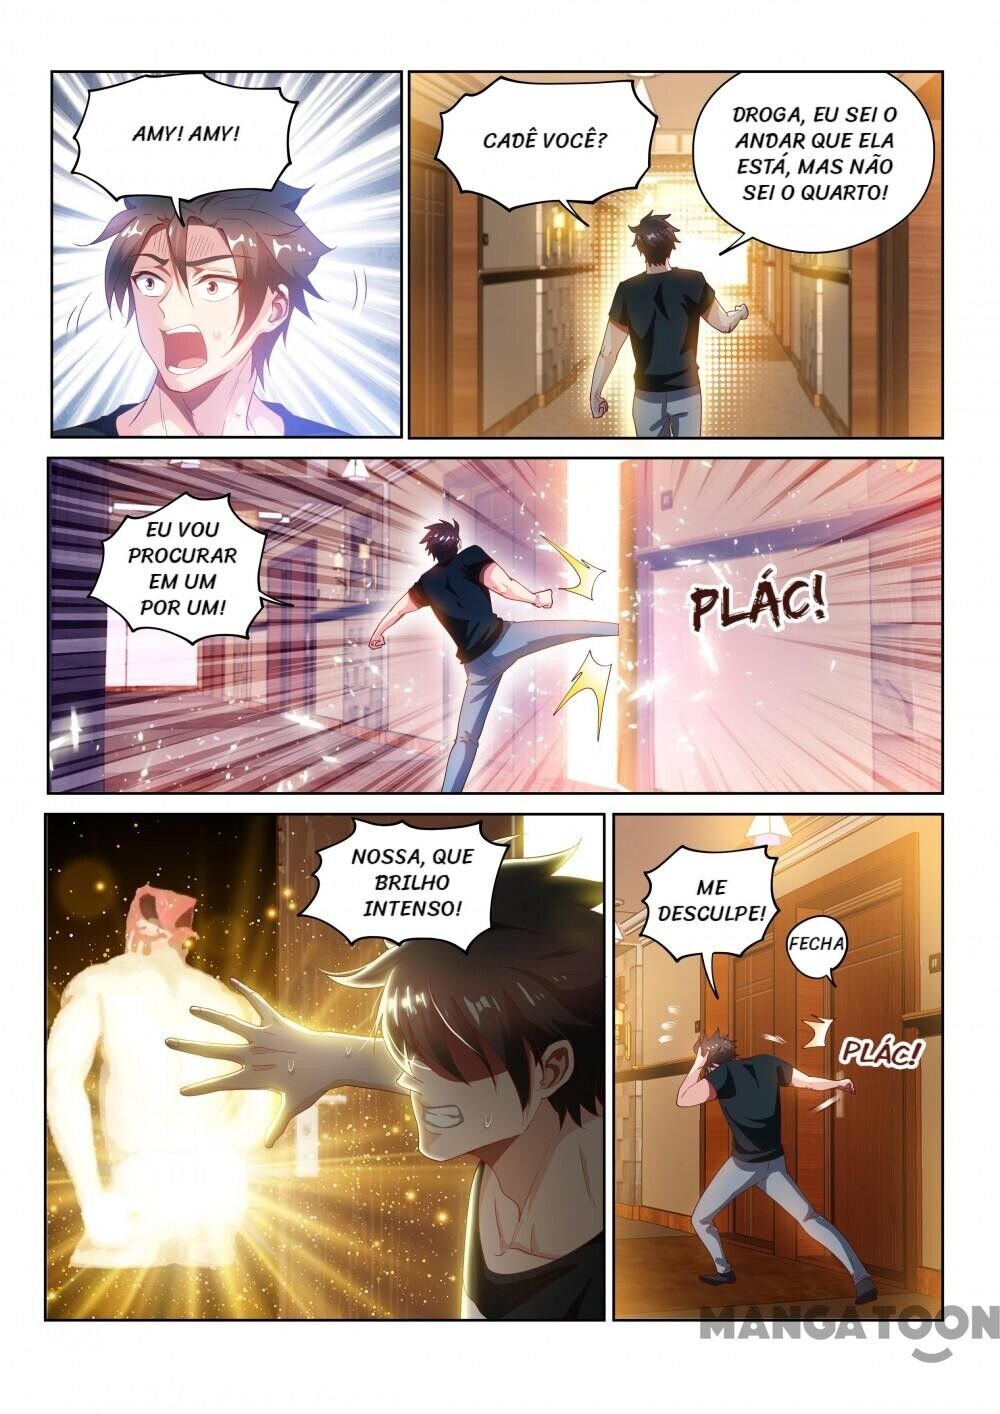 AMY! AMY!
CADÊ VOCÊ?
DROGA, EU SEI O
ANDAR QUE ELA
ESTÁ, MAS NÃO
SEI O QUARTO!
EU VOU
PROCURAR
EM UM
POR UM!
PLÁC!
NOSSA, QUE
BRILHO
INTENSO!
ME
DESCULPE!
FECHA
PLÁC!
MANGATOON